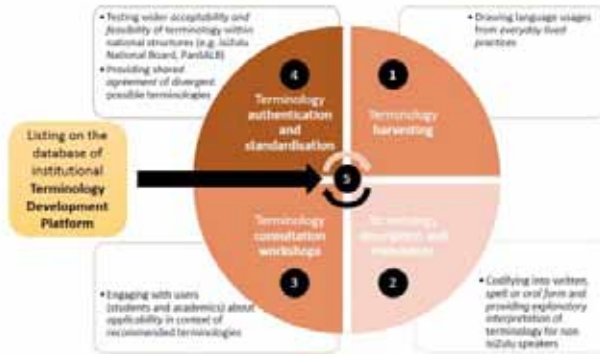 • Testing wider acceptability and
feasibility of terminology within
national structures (e.g. isiZulu
National Board, PanSALB)
• Providing shared
agreement of divergent
possible terminologies
• Drawing language usages
from everyday lived
practices
4
Terminology
authentication
and
standardisation
1
Terminology
harvesting
Listing on the
database of
institutional
Terminology
Development
Platform
5
Terminology
consultation
workshops
3
Terminology
description and
2
• Engaging with users
(students and academics) about
applicability in context of
recommended terminologies
• Codifying into written,
spelt or oral form and
providing explanatory
interpretation of
terminology for non
isiZulu speakers